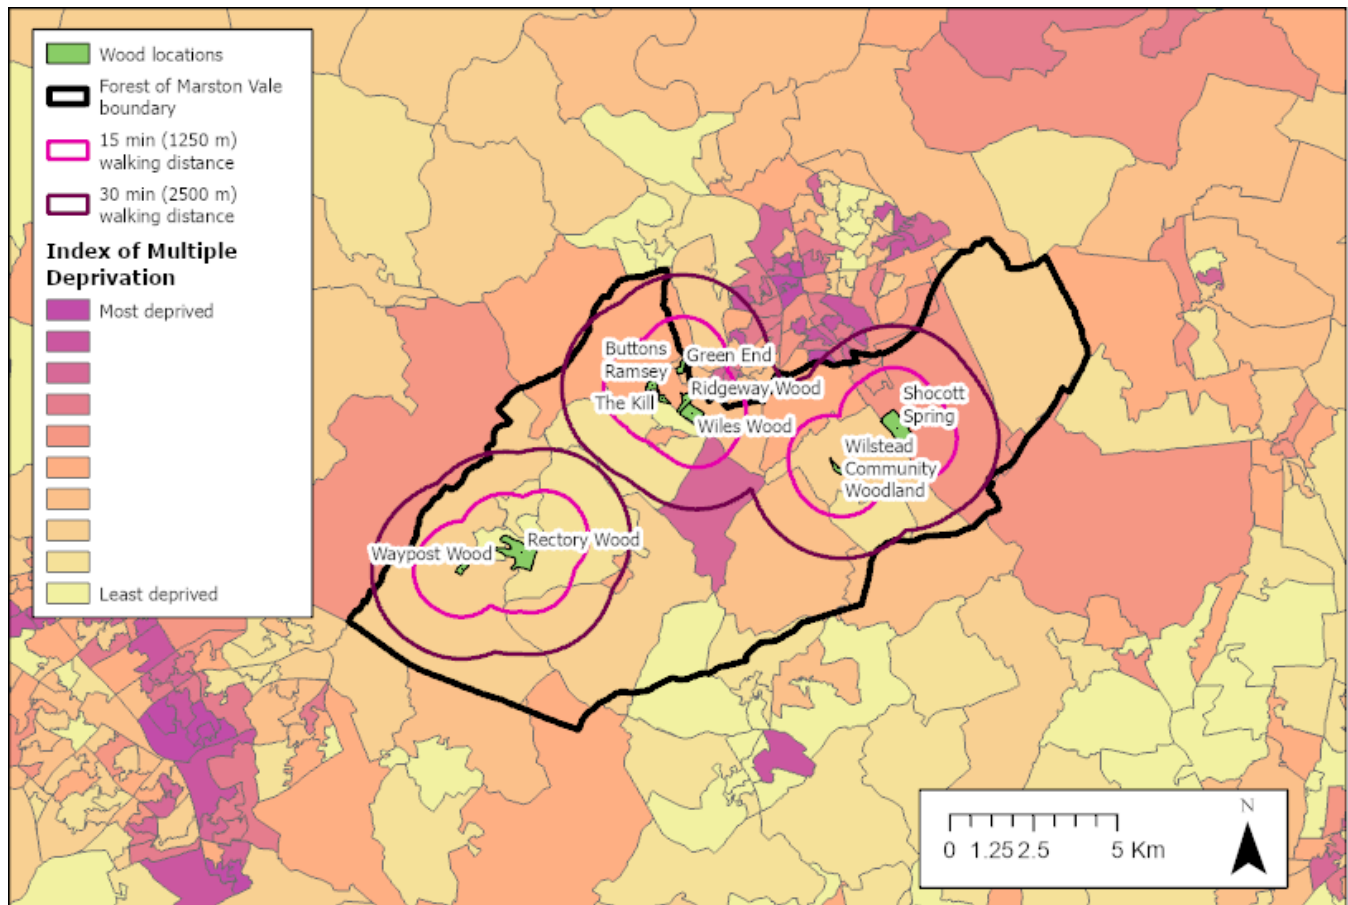 Wood locations
Forest of Marston Vale
boundary
15 min (1250 m)
walking distance
30 min (2500 m)
walking distance
Index of Multiple
Deprivation
Most deprived
Least deprived
Buttons
Ramsey
Green End
The Kill
Ridgeway Wood
Wiles Wood
Shocott
Spring
Wilstead
Community
Woodland
Waypost Wood
Rectory Wood
N
0 1.25 2.5 5 Km